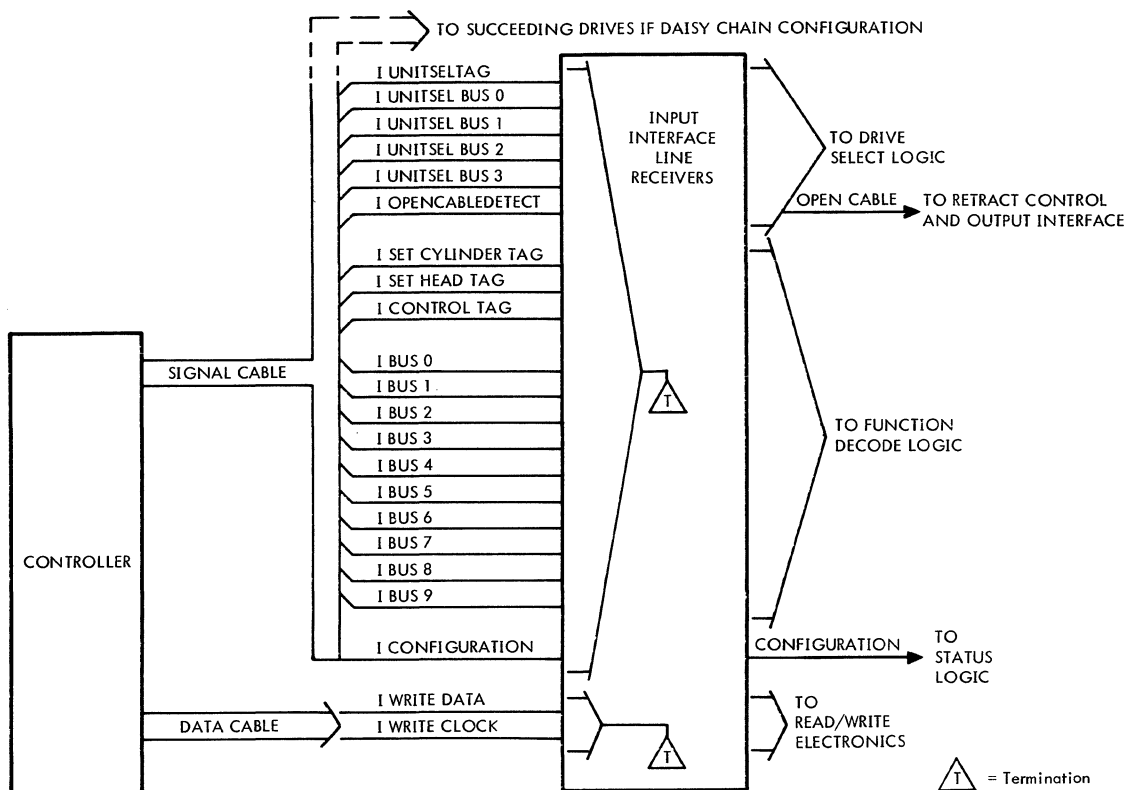 TO SUCCEEDING DRIVES IF DAISY CHAIN CONFIGURATION
I UNITSELTAG
I UNITSEL BUS 0
I UNITSEL BUS 1
I UNITSEL BUS 2
I UNITSEL BUS 3
I OPENCABLEDETECT
I SET CYLINDER TAG
I SET HEAD TAG
I CONTROL TAG
I BUS 0
I BUS 1
I BUS 2
I BUS 3
I BUS 4
I BUS 5
I BUS 6
I BUS 7
I BUS 8
I BUS 9
I CONFIGURATION
I WRITE DATA
I WRITE CLOCK
SIGNAL CABLE
CONTROLLER
DATA CABLE
INPUT
INTERFACE
LINE
RECEIVERS
T
T
TO DRIVE
SELECT LOGIC
OPEN CABLE
TO RETRACT CONTROL
AND OUTPUT INTERFACE
TO FUNCTION
DECODE LOGIC
CONFIGURATION
TO
STATUS
LOGIC
TO
READ/WRITE
ELECTRONICS
T = Termination